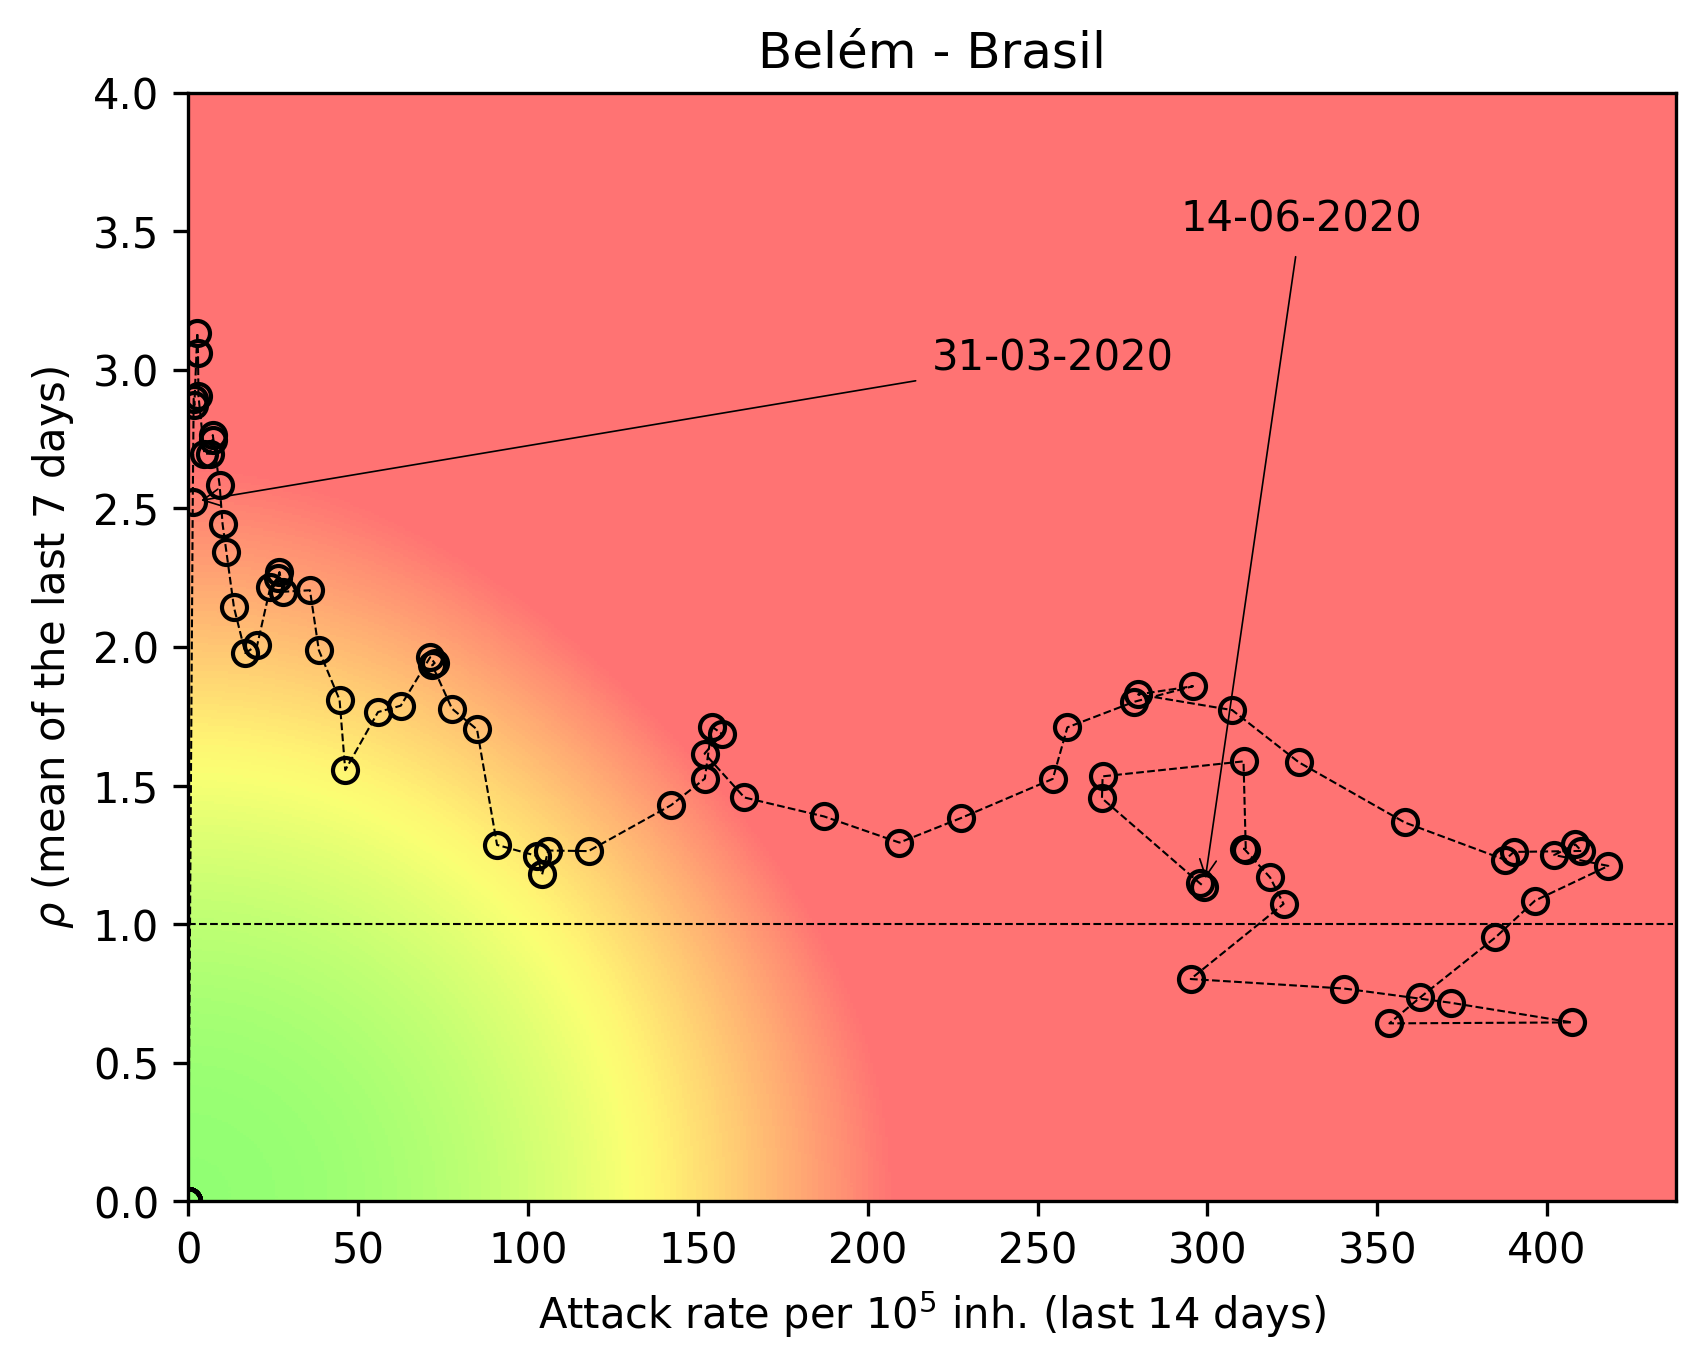 Belém - Brasil
4.0
3.5
3.0
2.5
2.0
1.5
1.0
0.5
0.0
ρ (mean of the last 7 days)
14-06-2020
31-03-2020
0 50 100 150 200 250 300 350 400
Attack rate per 10⁵ inh. (last 14 days)